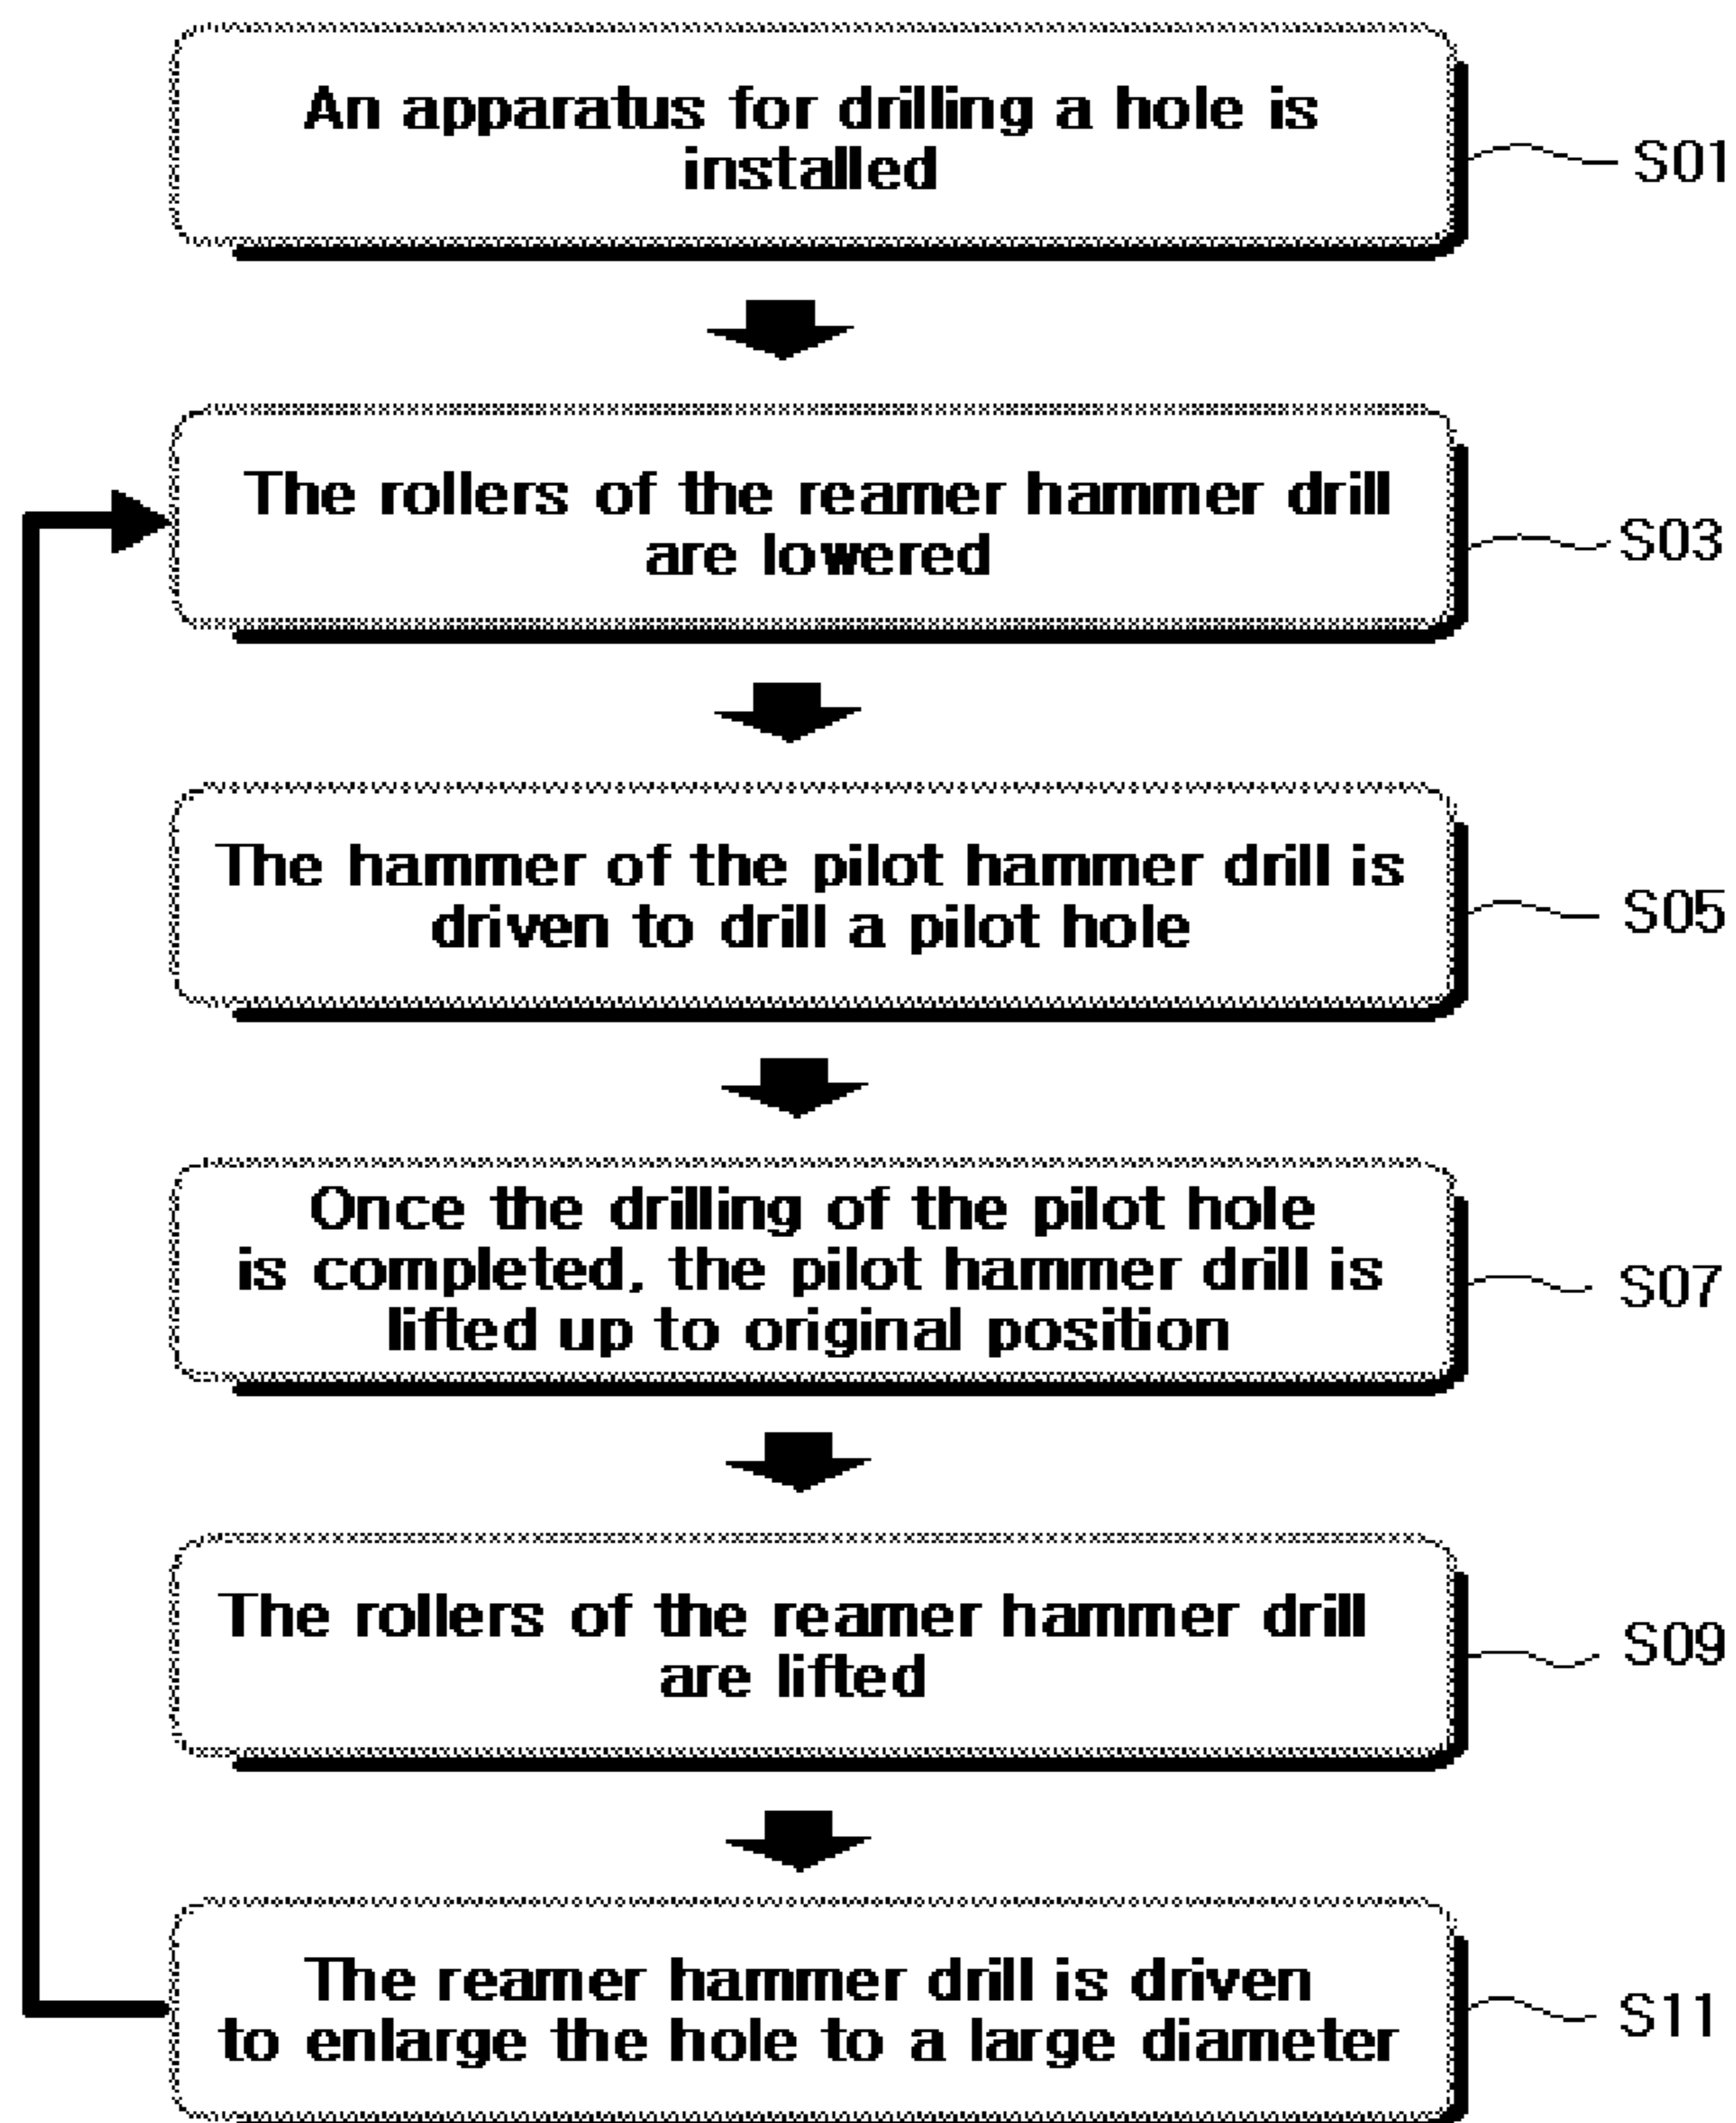 An apparatus for drilling a hole is
installed
S01
The rollers of the reamer hammer drill
are lowered
S03
The hammer of the pilot hammer drill is
driven to drill a pilot hole
S05
Once the drilling of the pilot hole
is completed, the pilot hammer drill is
lifted up to original position
S07
The rollers of the reamer hammer drill
are lifted
S09
The reamer hammer drill is driven
to enlarge the hole to a large diameter
S11